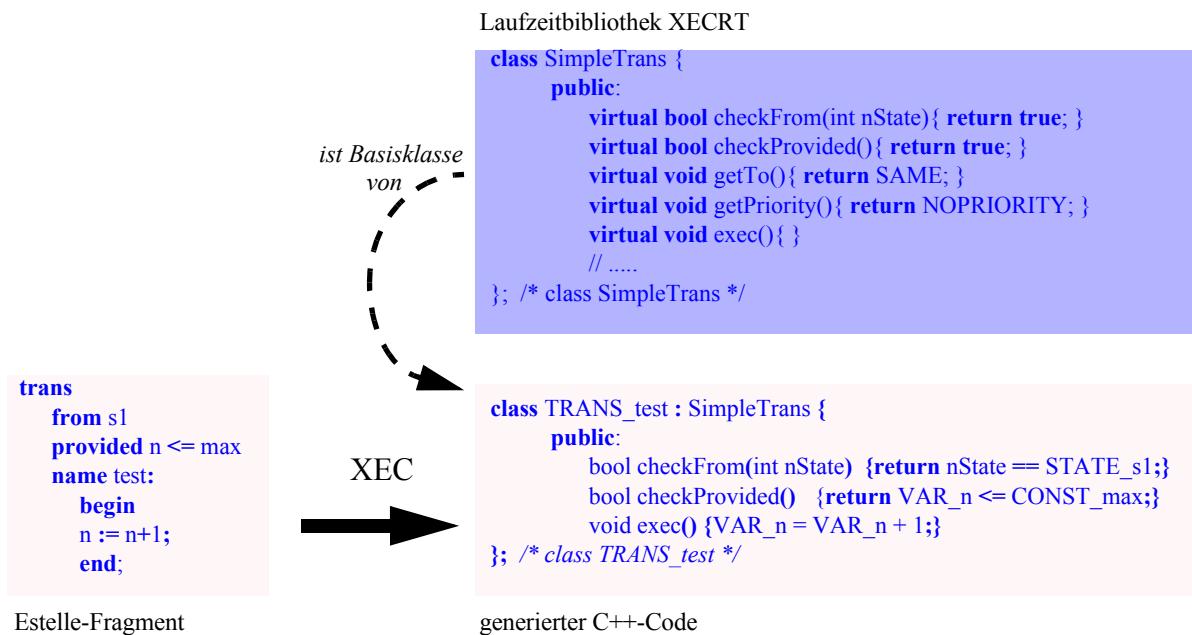 Laufzeitbibliothek XECRT
class SimpleTrans {
public:
virtual bool checkFrom(int nState){ return true; }
virtual bool checkProvided(){ return true; }
virtual void getTo(){ return SAME; }
virtual void getPriority(){ return NOPRIORITY; }
virtual void exec(){ }
// .....
}; /* class SimpleTrans */
ist Basisklasse
von
trans
from s1
provided n <= max
name test:
begin
n := n+1;
end;
Estelle-Fragment
XEC
class TRANS_test : SimpleTrans {
public:
bool checkFrom(int nState) {return nState == STATE_s1;}
bool checkProvided() {return VAR_n <= CONST_max;}
void exec() {VAR_n = VAR_n + 1;}
}; /* class TRANS_test */
generierter C++-Code